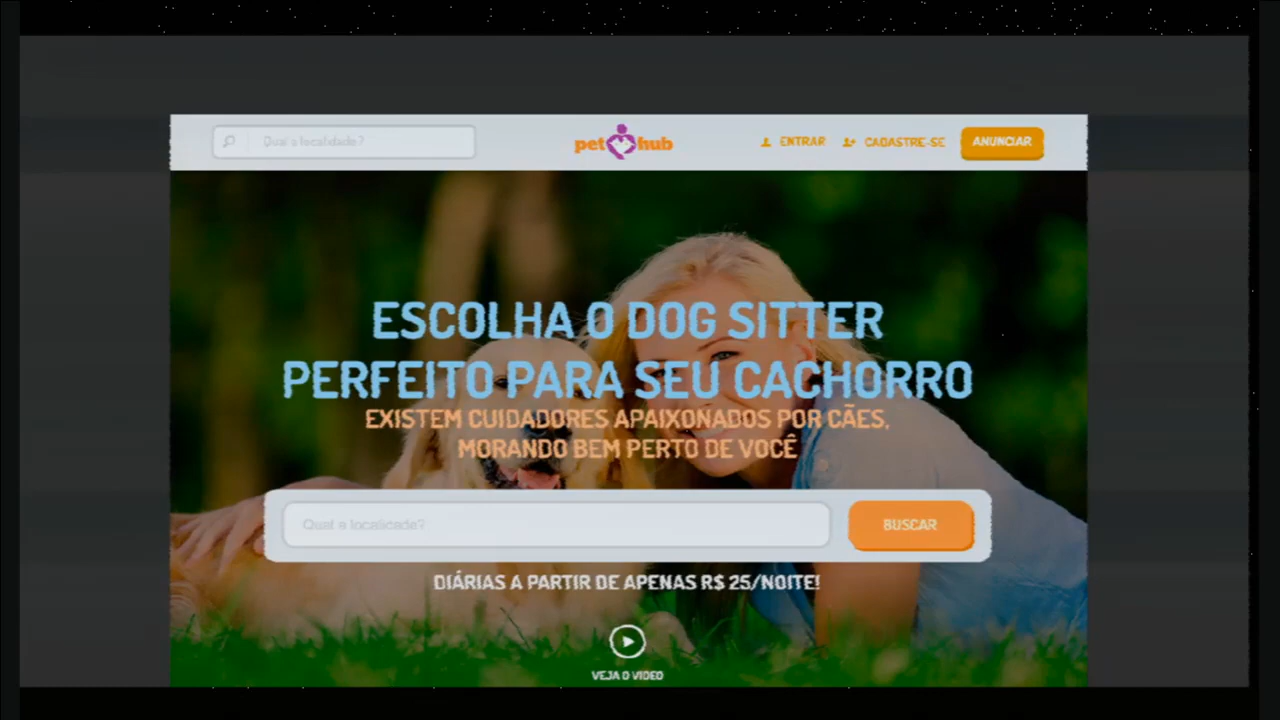 Qual a localidade?
pet hub
ENTRAR
CADASTRE-SE
ANUNCIAR
ESCOLHA O DOG SITTER
PERFEITO PARA SEU CACHORRO
EXISTEM CUIDADORES APAIXONADOS POR CÃES,
MORANDO BEM PERTO DE VOCÊ
Qual a localidade?
BUSCAR
DIÁRIAS A PARTIR DE APENAS R$ 25/NOITE!
VEJA O VIDEO